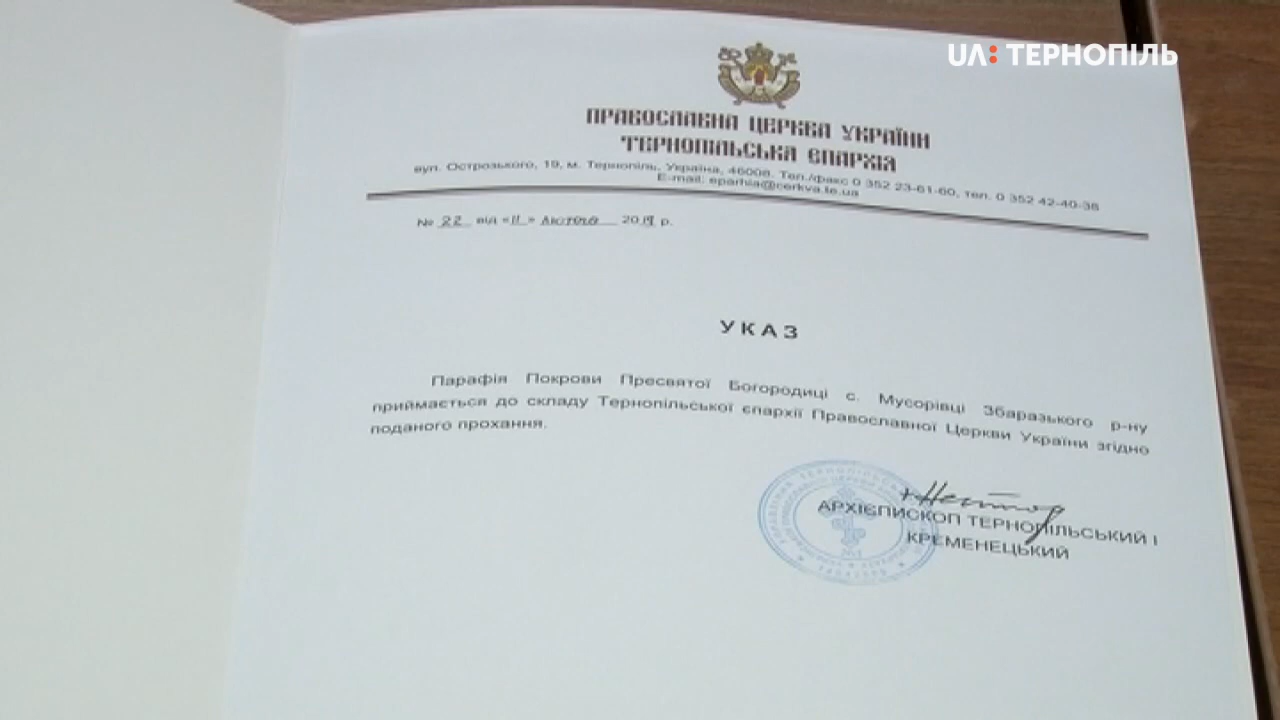 UA: ТЕРНОПІЛЬ
ПРАВОСЛАВНА ЦЕРКВА УКРАЇНИ
ТЕРНОПІЛЬСЬКА ЄПАРХІЯ
вул. Острозького, 19, м. Тернопіль, Україна, 46008. Тел./факс 0 352 23-61-60, тел. 0 352 42-40-38
E-mail: eparhia@cerkva.te.ua
№ 22 від «11» лютого 2019 р.
УКАЗ
Парафія Покрови Пресвятої Богородиці с. Мусорівці Збаразького р-ну
приймається до складу Тернопільської єпархії Православної Церкви України згідно
поданого прохання.
Нестор
АРХІЄПИСКОП ТЕРНОПІЛЬСЬКИЙ І
КРЕМЕНЕЦЬКИЙ